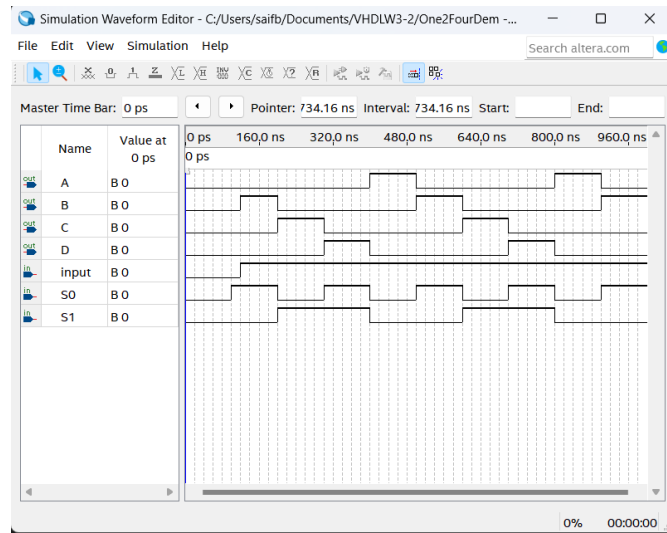 Simulation Waveform Editor - C:/Users/saifb/Documents/VHDLW3-2/One2FourDem -...
File Edit View Simulation Help
Search altera.com
Master Time Bar: 0 ps Pointer: 734.16 ns Interval: 734.16 ns Start: End:
Name Value at 0 ps
0 ps 160.0 ns 320.0 ns 480.0 ns 640.0 ns 800.0 ns 960.0 ns
0 ps
out A B 0
out B B 0
out C B 0
out D B 0
in input B 0
in S0 B 0
in S1 B 0
0% 00:00:00